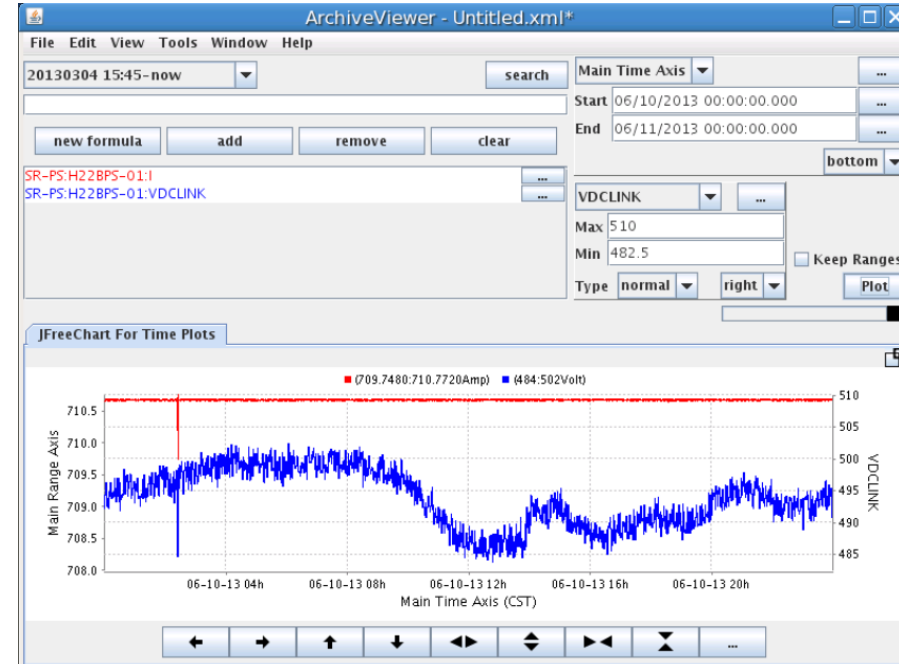 ArchiveViewer - Untitled.xml*
File Edit View Tools Window Help
20130304 15:45-now
search
new formula
add
remove
clear
SR-PS:H22BPS-01:I
...
SR-PS:H22BPS-01:VDCLINK
...
Main Time Axis
...
Start 06/10/2013 00:00:00.000
...
End 06/11/2013 00:00:00.000
...
bottom
VDCLINK
...
Max 510
Min 482.5
Keep Ranges
Type normal right
Plot
JFreeChart For Time Plots
(709.7480:710.7720Amp) (484:502Volt)
Main Range Axis
710.5
710.0
709.5
709.0
708.5
708.0
510
505
500
495
490
485
VDCLINK
06-10-13 04h 06-10-13 08h 06-10-13 12h 06-10-13 16h 06-10-13 20h
Main Time Axis (CST)
...